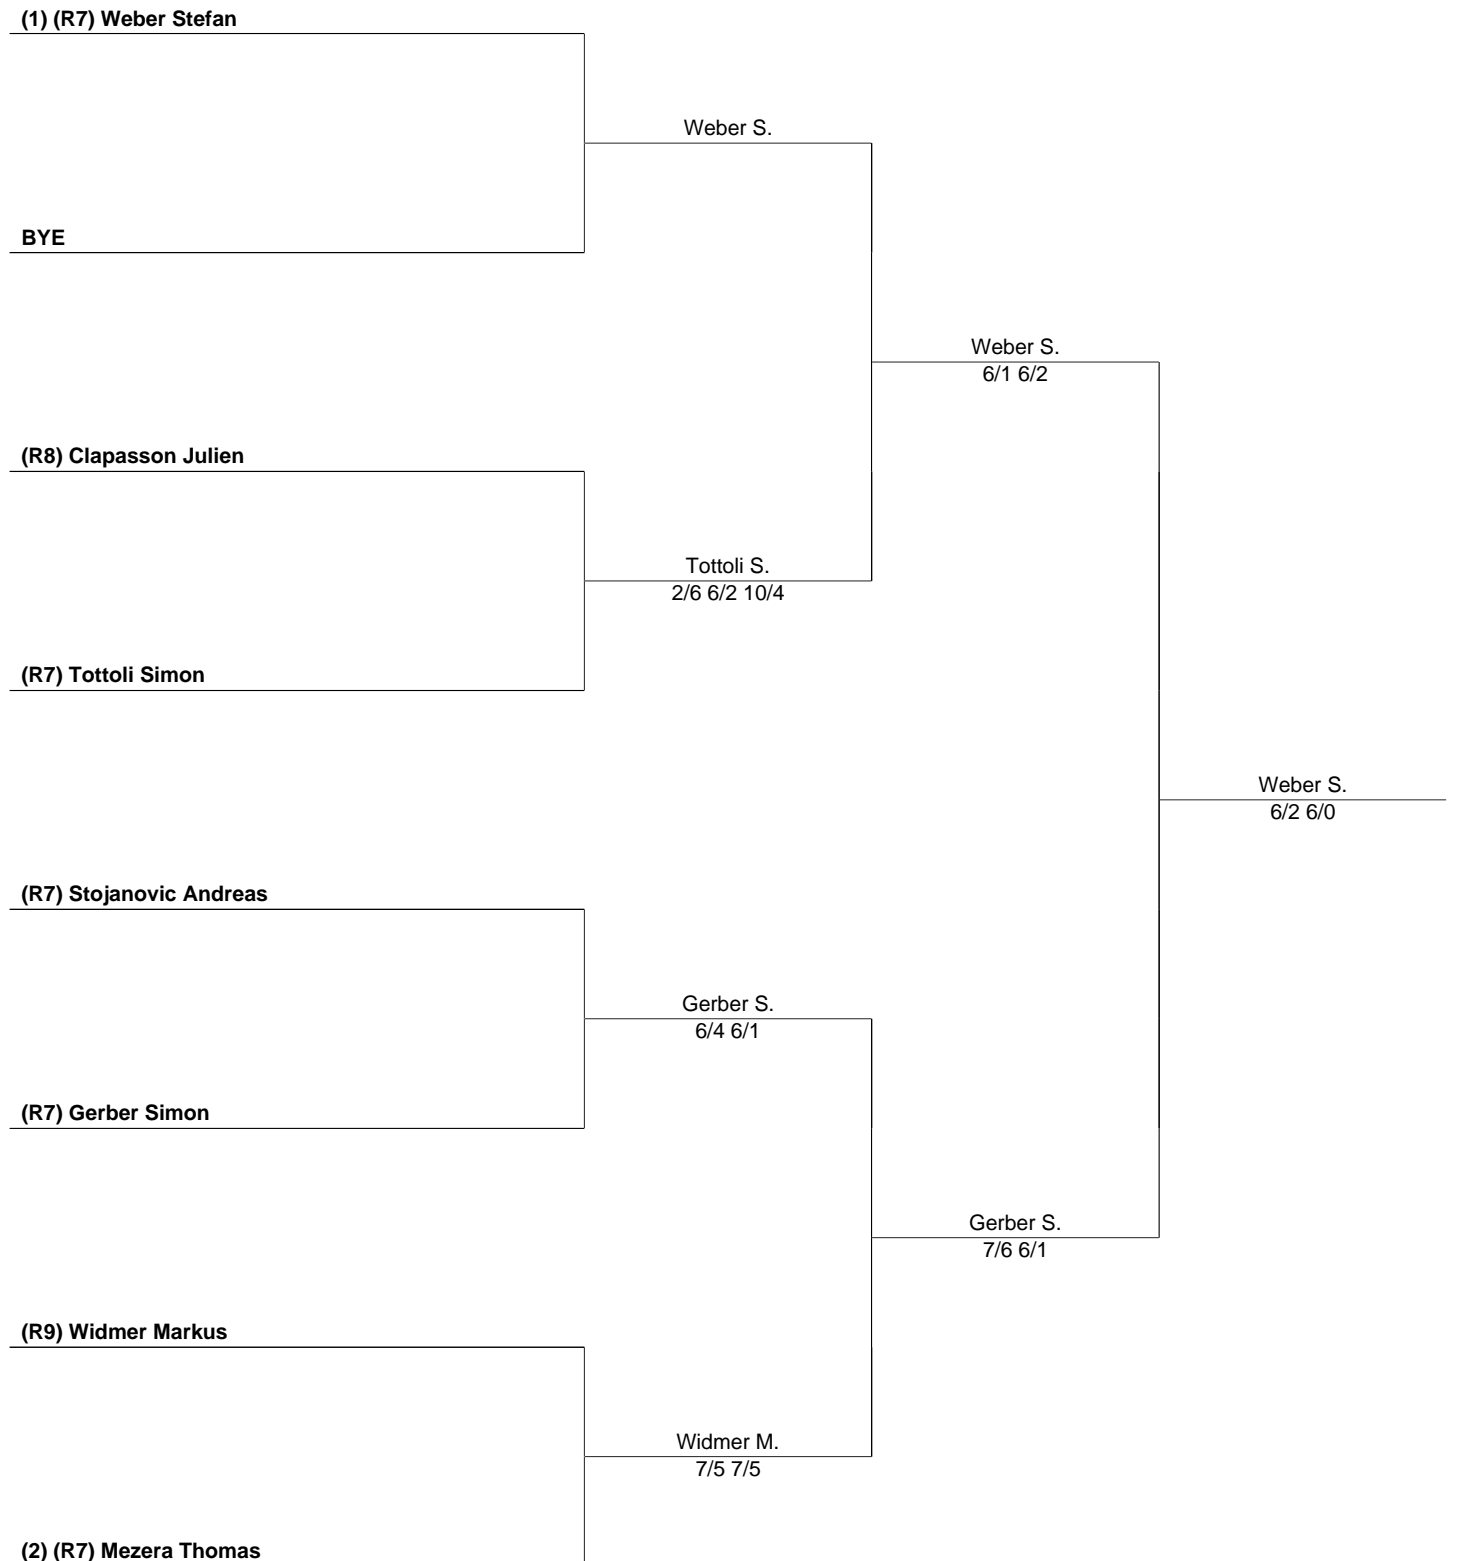 (1) (R7) Weber Stefan
Weber S.
BYE
Weber S.
6/1 6/2
(R8) Clapasson Julien
Tottoli S.
2/6 6/2 10/4
(R7) Tottoli Simon
Weber S.
6/2 6/0
(R7) Stojanovic Andreas
Gerber S.
6/4 6/1
(R7) Gerber Simon
Gerber S.
7/6 6/1
(R9) Widmer Markus
Widmer M.
7/5 7/5
(2) (R7) Mezera Thomas